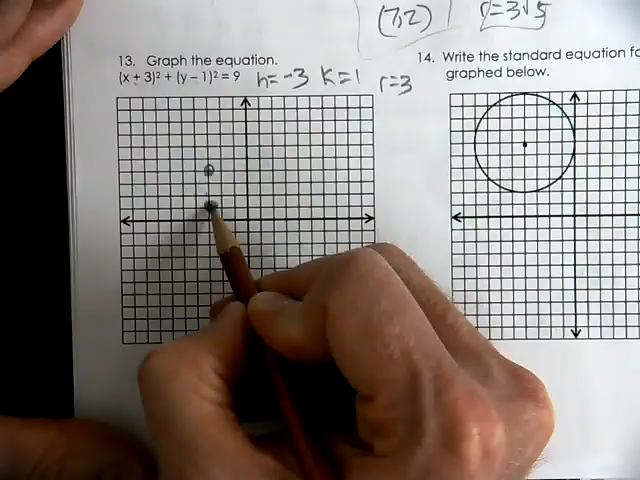 (7,2) r=3√5
13. Graph the equation.
(x + 3)² + (y − 1)² = 9 h=-3 K=1 r=3
14. Write the standard equation fo
graphed below.